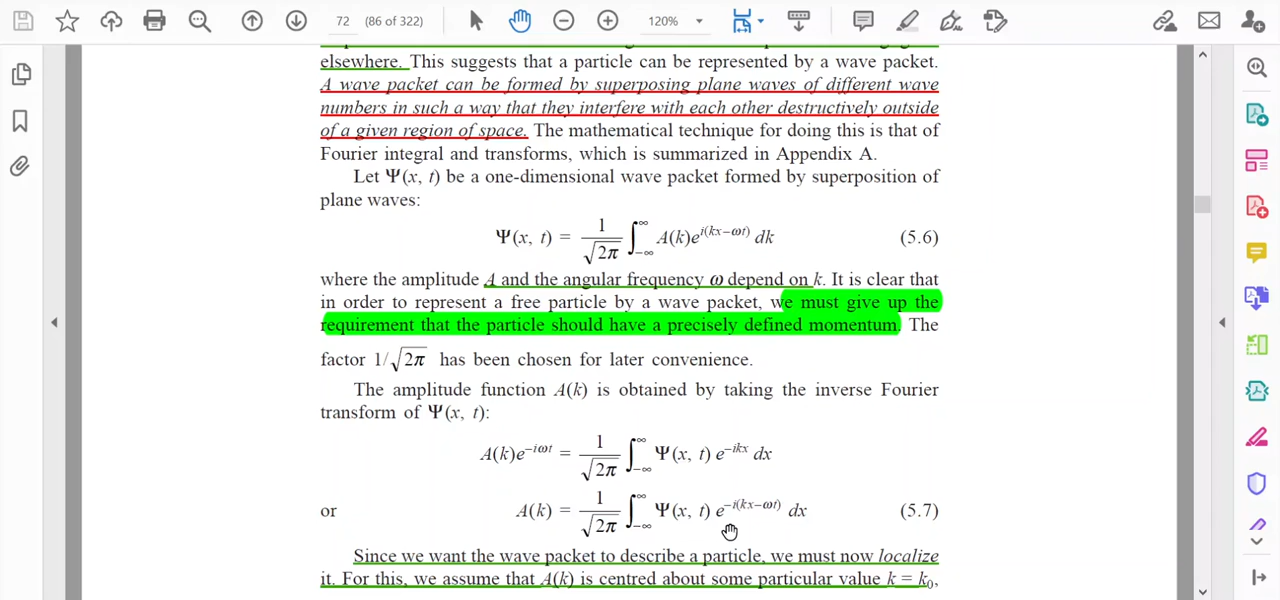 72 (86 of 322) 120%
elsewhere. This suggests that a particle can be represented by a wave packet.
A wave packet can be formed by superposing plane waves of different wave
numbers in such a way that they interfere with each other destructively outside
of a given region of space. The mathematical technique for doing this is that of
Fourier integral and transforms, which is summarized in Appendix A.
Let Ψ(x, t) be a one-dimensional wave packet formed by superposition of
plane waves:
Ψ(x, t) = 1/√2π ∫_{-∞}^{∞} A(k)e^{i(kx−ωt)} dk (5.6)
where the amplitude A and the angular frequency ω depend on k. It is clear that
in order to represent a free particle by a wave packet, we must give up the
requirement that the particle should have a precisely defined momentum. The
factor 1/√2π has been chosen for later convenience.
The amplitude function A(k) is obtained by taking the inverse Fourier
transform of Ψ(x, t):
A(k)e^{−iωt} = 1/√2π ∫_{-∞}^{∞} Ψ(x, t) e^{−ikx} dx
or A(k) = 1/√2π ∫_{-∞}^{∞} Ψ(x, t) e^{−i(kx−ωt)} dx (5.7)
Since we want the wave packet to describe a particle, we must now localize
it. For this, we assume that A(k) is centred about some particular value k = k₀,